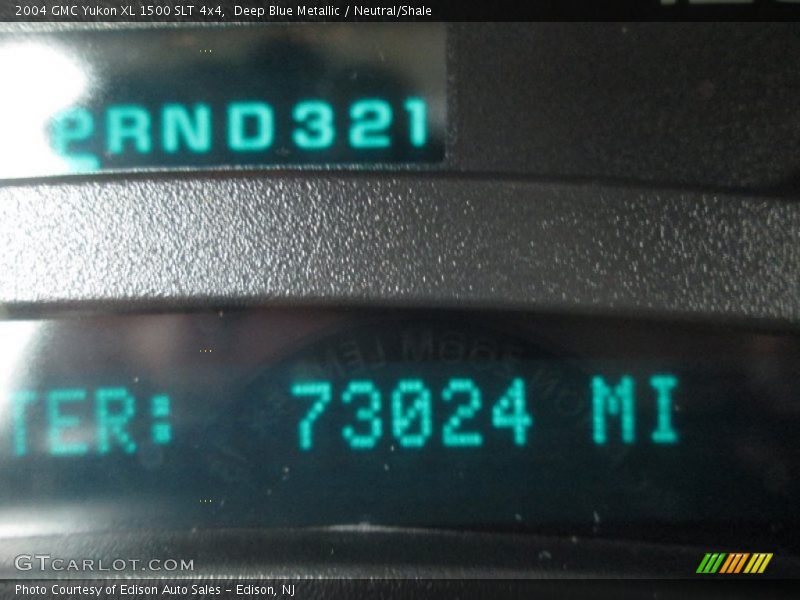 2004 GMC Yukon XL 1500 SLT 4x4, Deep Blue Metallic / Neutral/Shale
PRND321
TER: 73024 MI
GTCARLOT.COM
Photo Courtesy of Edison Auto Sales - Edison, NJ